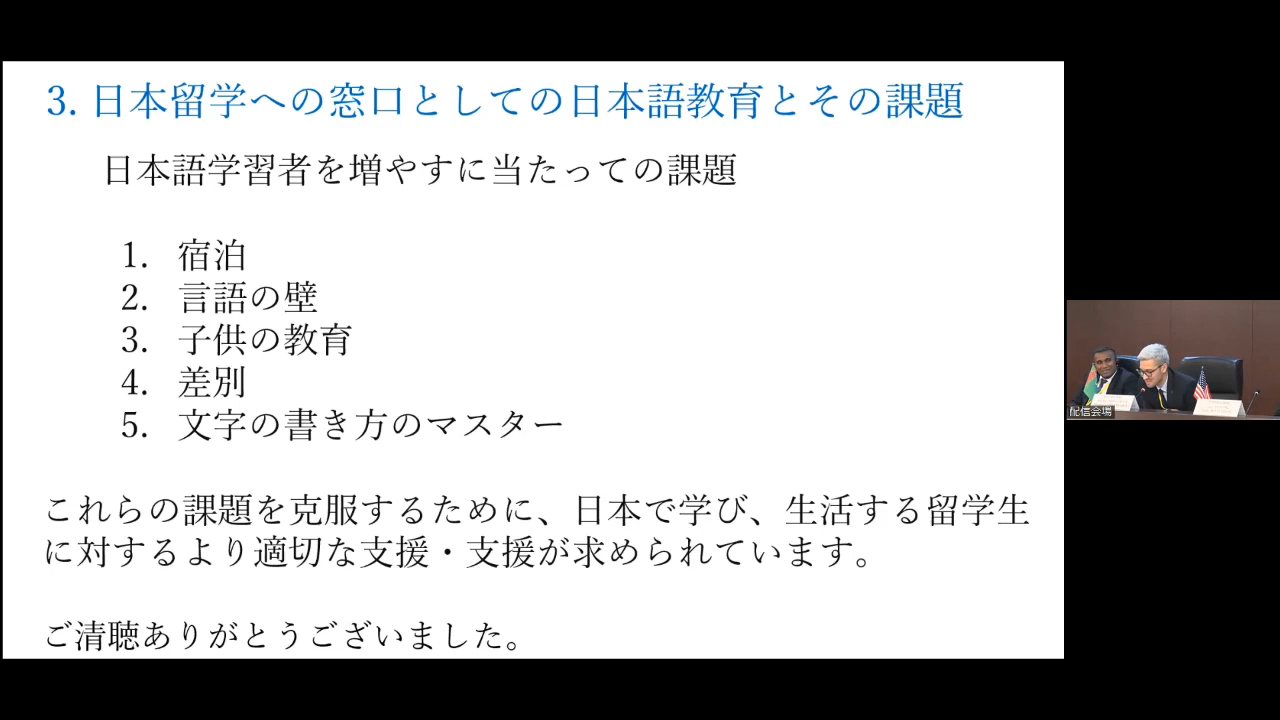 3. 日本留学への窓口としての日本語教育とその課題
日本語学習者を増やすに当たっての課題
1. 宿泊
2. 言語の壁
3. 子供の教育
4. 差別
5. 文字の書き方のマスター
これらの課題を克服するために、日本で学び、生活する留学生
に対するより適切な支援・支援が求められています。
ご清聴ありがとうございました。
配信会場